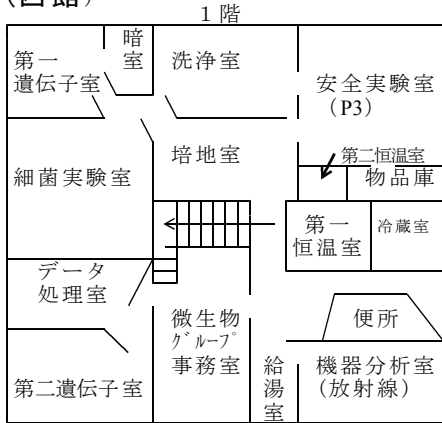 1階
暗室
第一
遺伝子室
洗浄室
安全実験室
(P3)
培地室
第二恒温室
物品庫
細菌実験室
第一
恒温室
冷蔵室
データ
処理室
微生物
グループ
事務室
便所
第二遺伝子室
給湯室
機器分析室
(放射線)